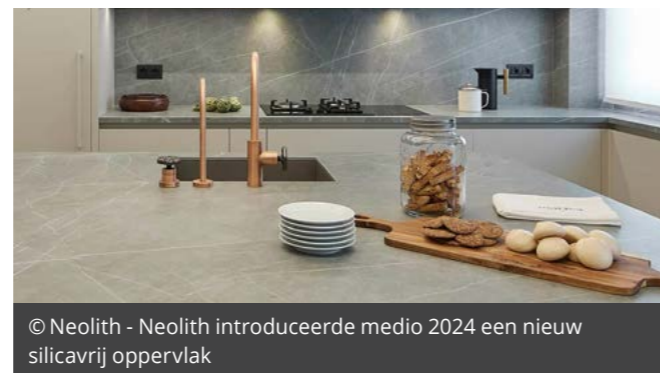 © Neolith - Neolith introduceerde medio 2024 een nieuw
silicavrij oppervlak